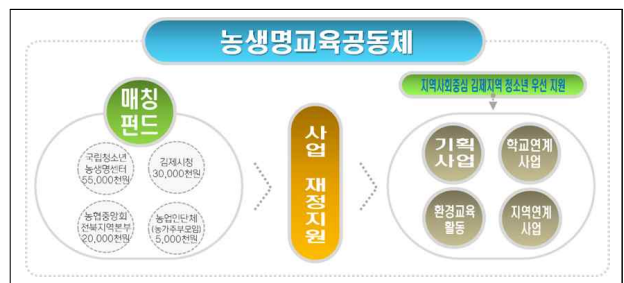 농생명교육공동체
매칭
펀드
국립청소년
농생명센터
55,000천원
김제시청
30,000천원
농협중앙회
전북지역본부
20,000천원
농업인단체
(농가주부모임)
5,000천원
사업 재정지원
지역사회중심 김제지역 청소년 우선 지원
기획
사업
학교연계
사업
환경교육
활동
지역연계
사업